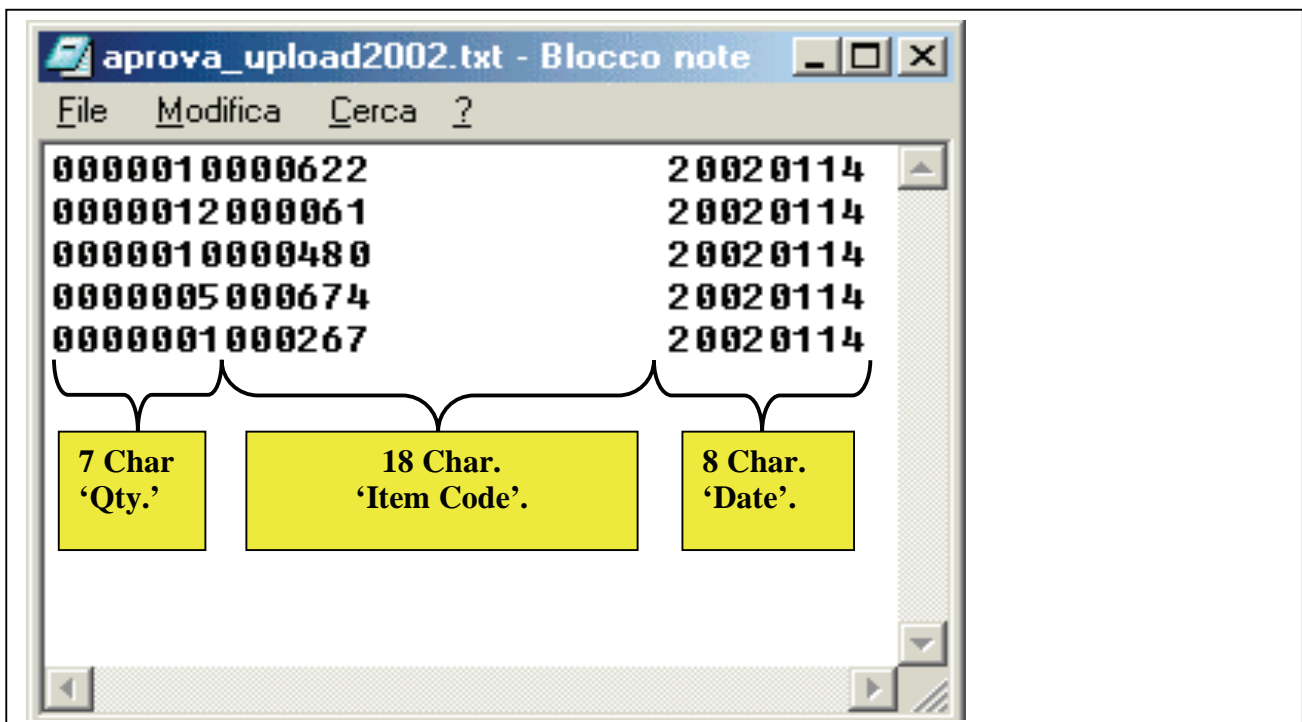 aprova_upload2002.txt - Blocco note
File Modifica Cerca ?
0000010000622            20020114
0000012000061            20020114
0000010000480            20020114
0000005000674            20020114
0000001000267            20020114
7 Char
‘Qty.’
18 Char.
‘Item Code’.
8 Char.
‘Date’.